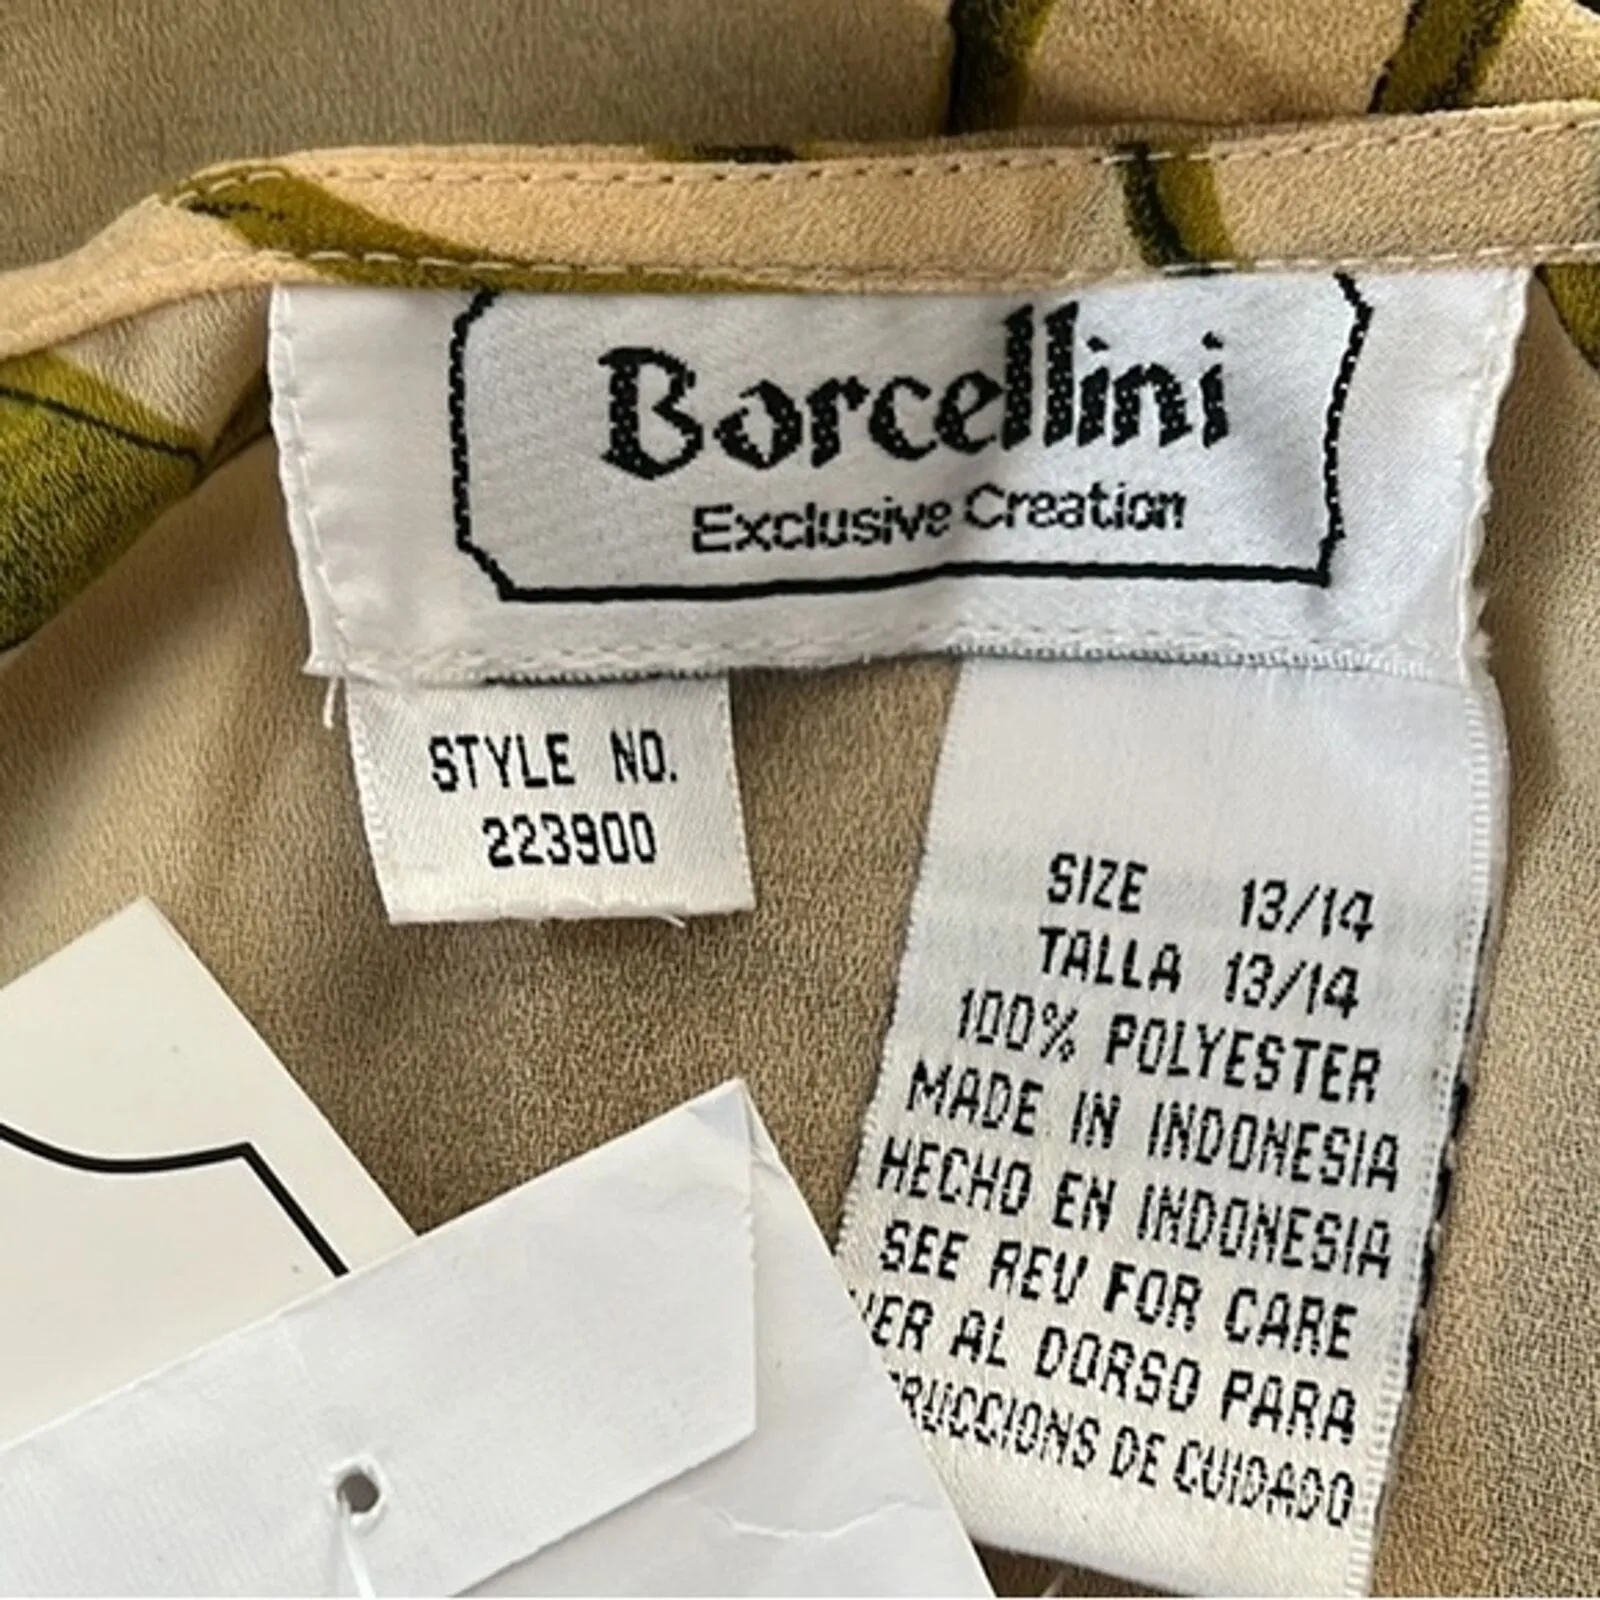 Borcellini
Exclusive Creation
STYLE NO.
223900
SIZE 13/14
TALLA 13/14
100% POLYESTER
MADE IN INDONESIA
HECHO EN INDONESIA
SEE REV FOR CARE
AL DORSO PARA
DE CUIDADO